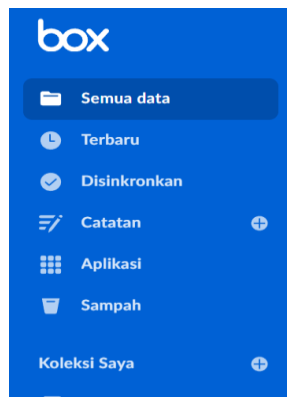 box
Semua data
Terbaru
Disinkronkan
Catatan
Aplikasi
Sampah
Koleksi Saya